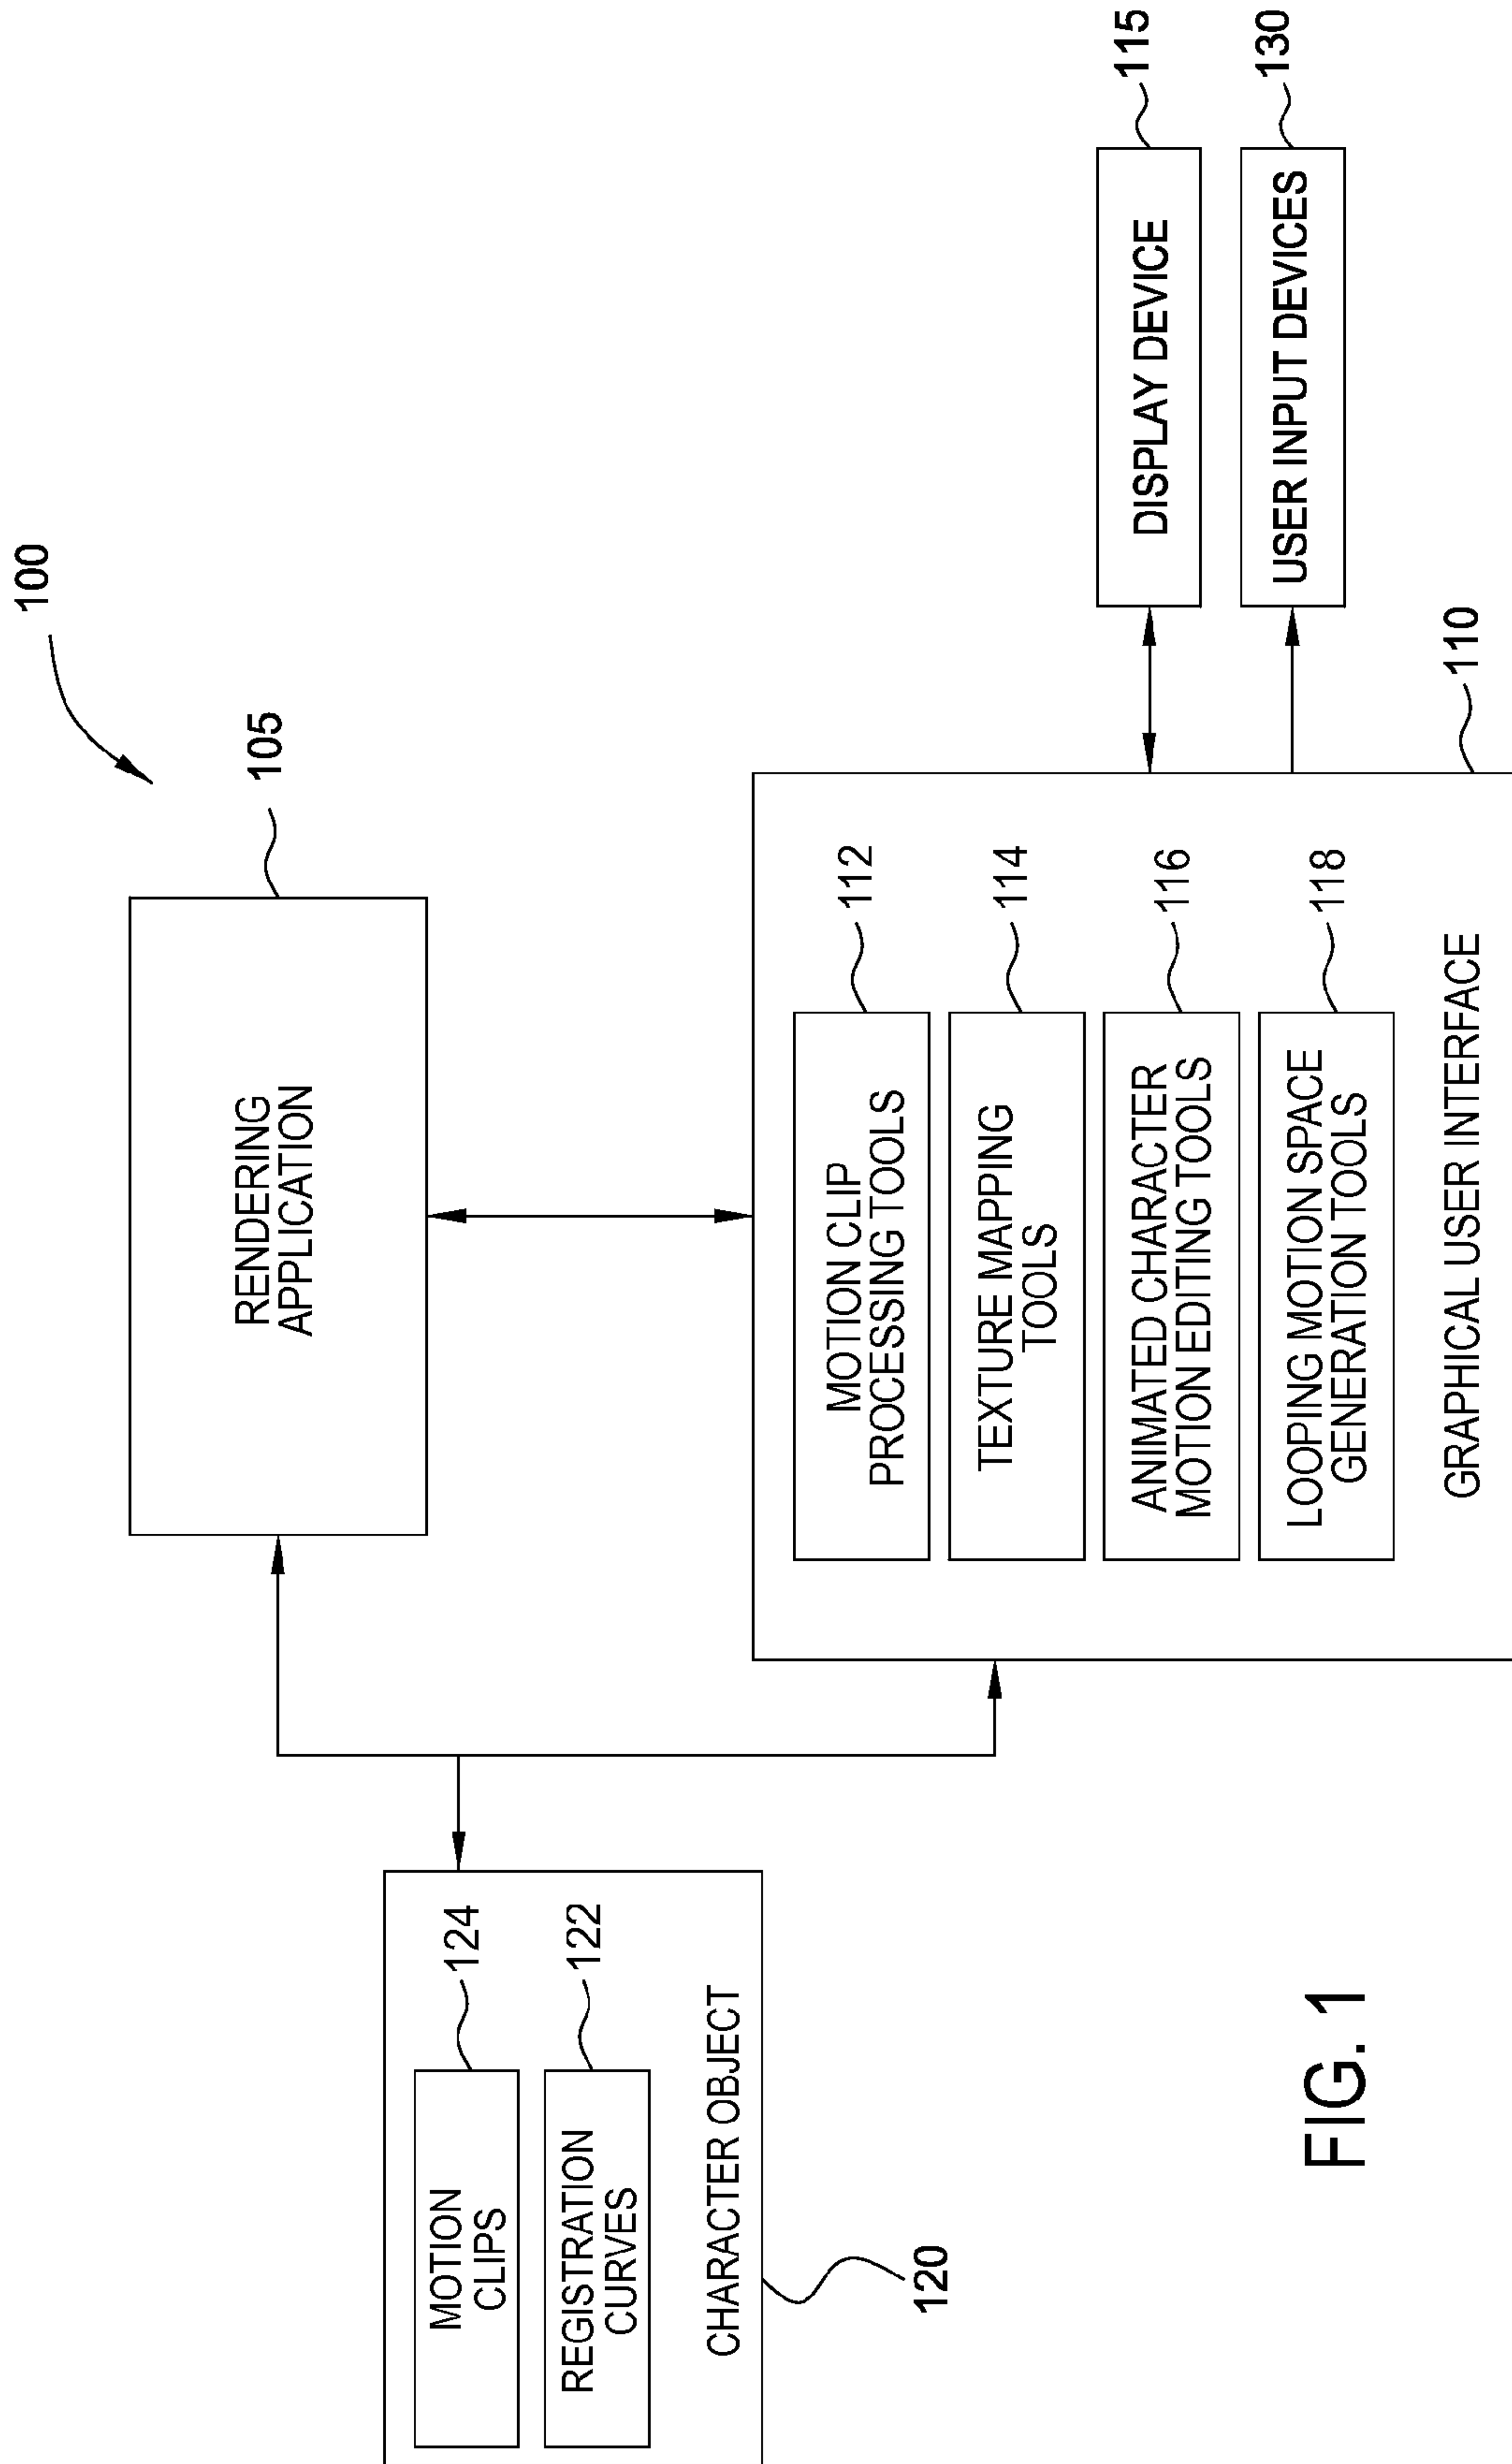 100
RENDERING
APPLICATION
105
MOTION
CLIPS
124
REGISTRATION
CURVES
122
CHARACTER OBJECT
120
MOTION CLIP
PROCESSING TOOLS
112
TEXTURE MAPPING
TOOLS
114
ANIMATED CHARACTER
MOTION EDITING TOOLS
116
LOOPING MOTION SPACE
GENERATION TOOLS
118
GRAPHICAL USER INTERFACE
110
DISPLAY DEVICE
115
USER INPUT DEVICES
130
FIG. 1